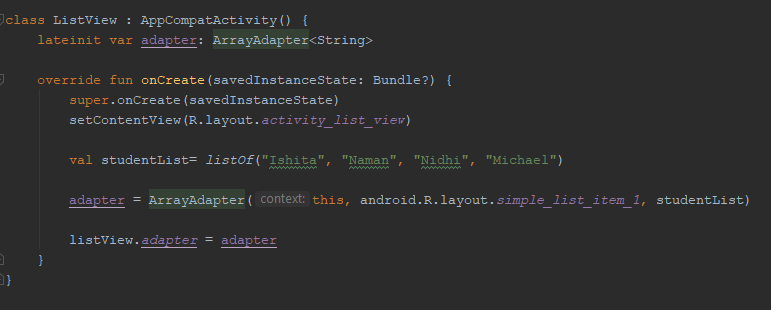 class ListView : AppCompatActivity() {
lateinit var adapter: ArrayAdapter<String>
override fun onCreate(savedInstanceState: Bundle?) {
super.onCreate(savedInstanceState)
setContentView(R.layout.activity_list_view)
val studentList= listOf("Ishita", "Naman", "Nidhi", "Michael")
adapter = ArrayAdapter( context: this, android.R.layout.simple_list_item_1, studentList)
listView.adapter = adapter
}
}